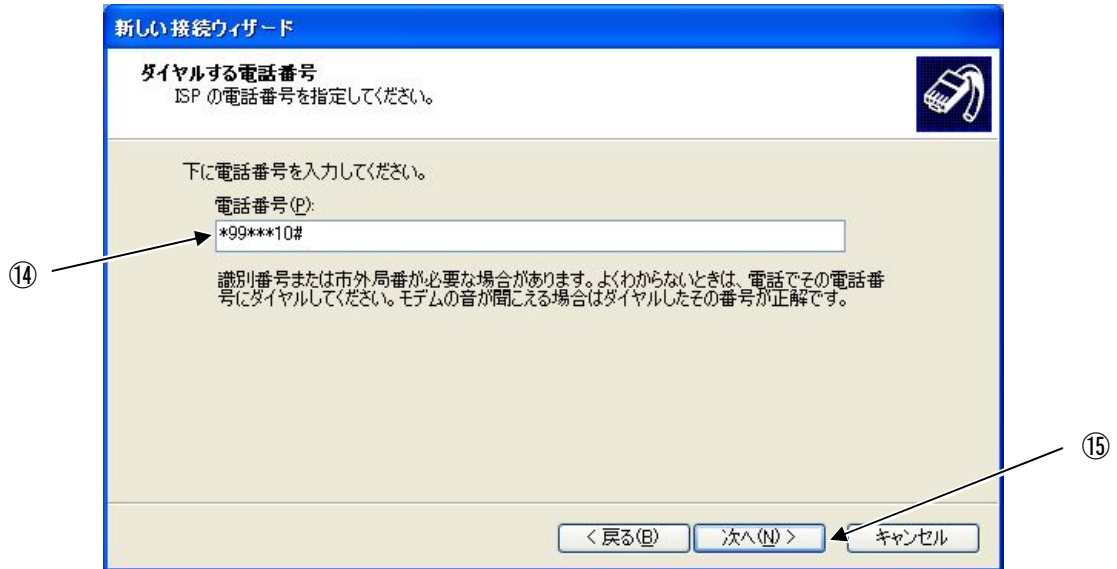 新しい接続ウィザード
ダイヤルする電話番号
ISP の電話番号を指定してください。
下に電話番号を入力してください。
電話番号(P):
*99***10#
⑭
識別番号または市外局番が必要な場合があります。よくわからないときは、電話でその電話番
号にダイヤルしてください。モデムの音が聞こえる場合はダイヤルしたその番号が正解です。
⑮
< 戻る(B) 次へ(N) > キャンセル